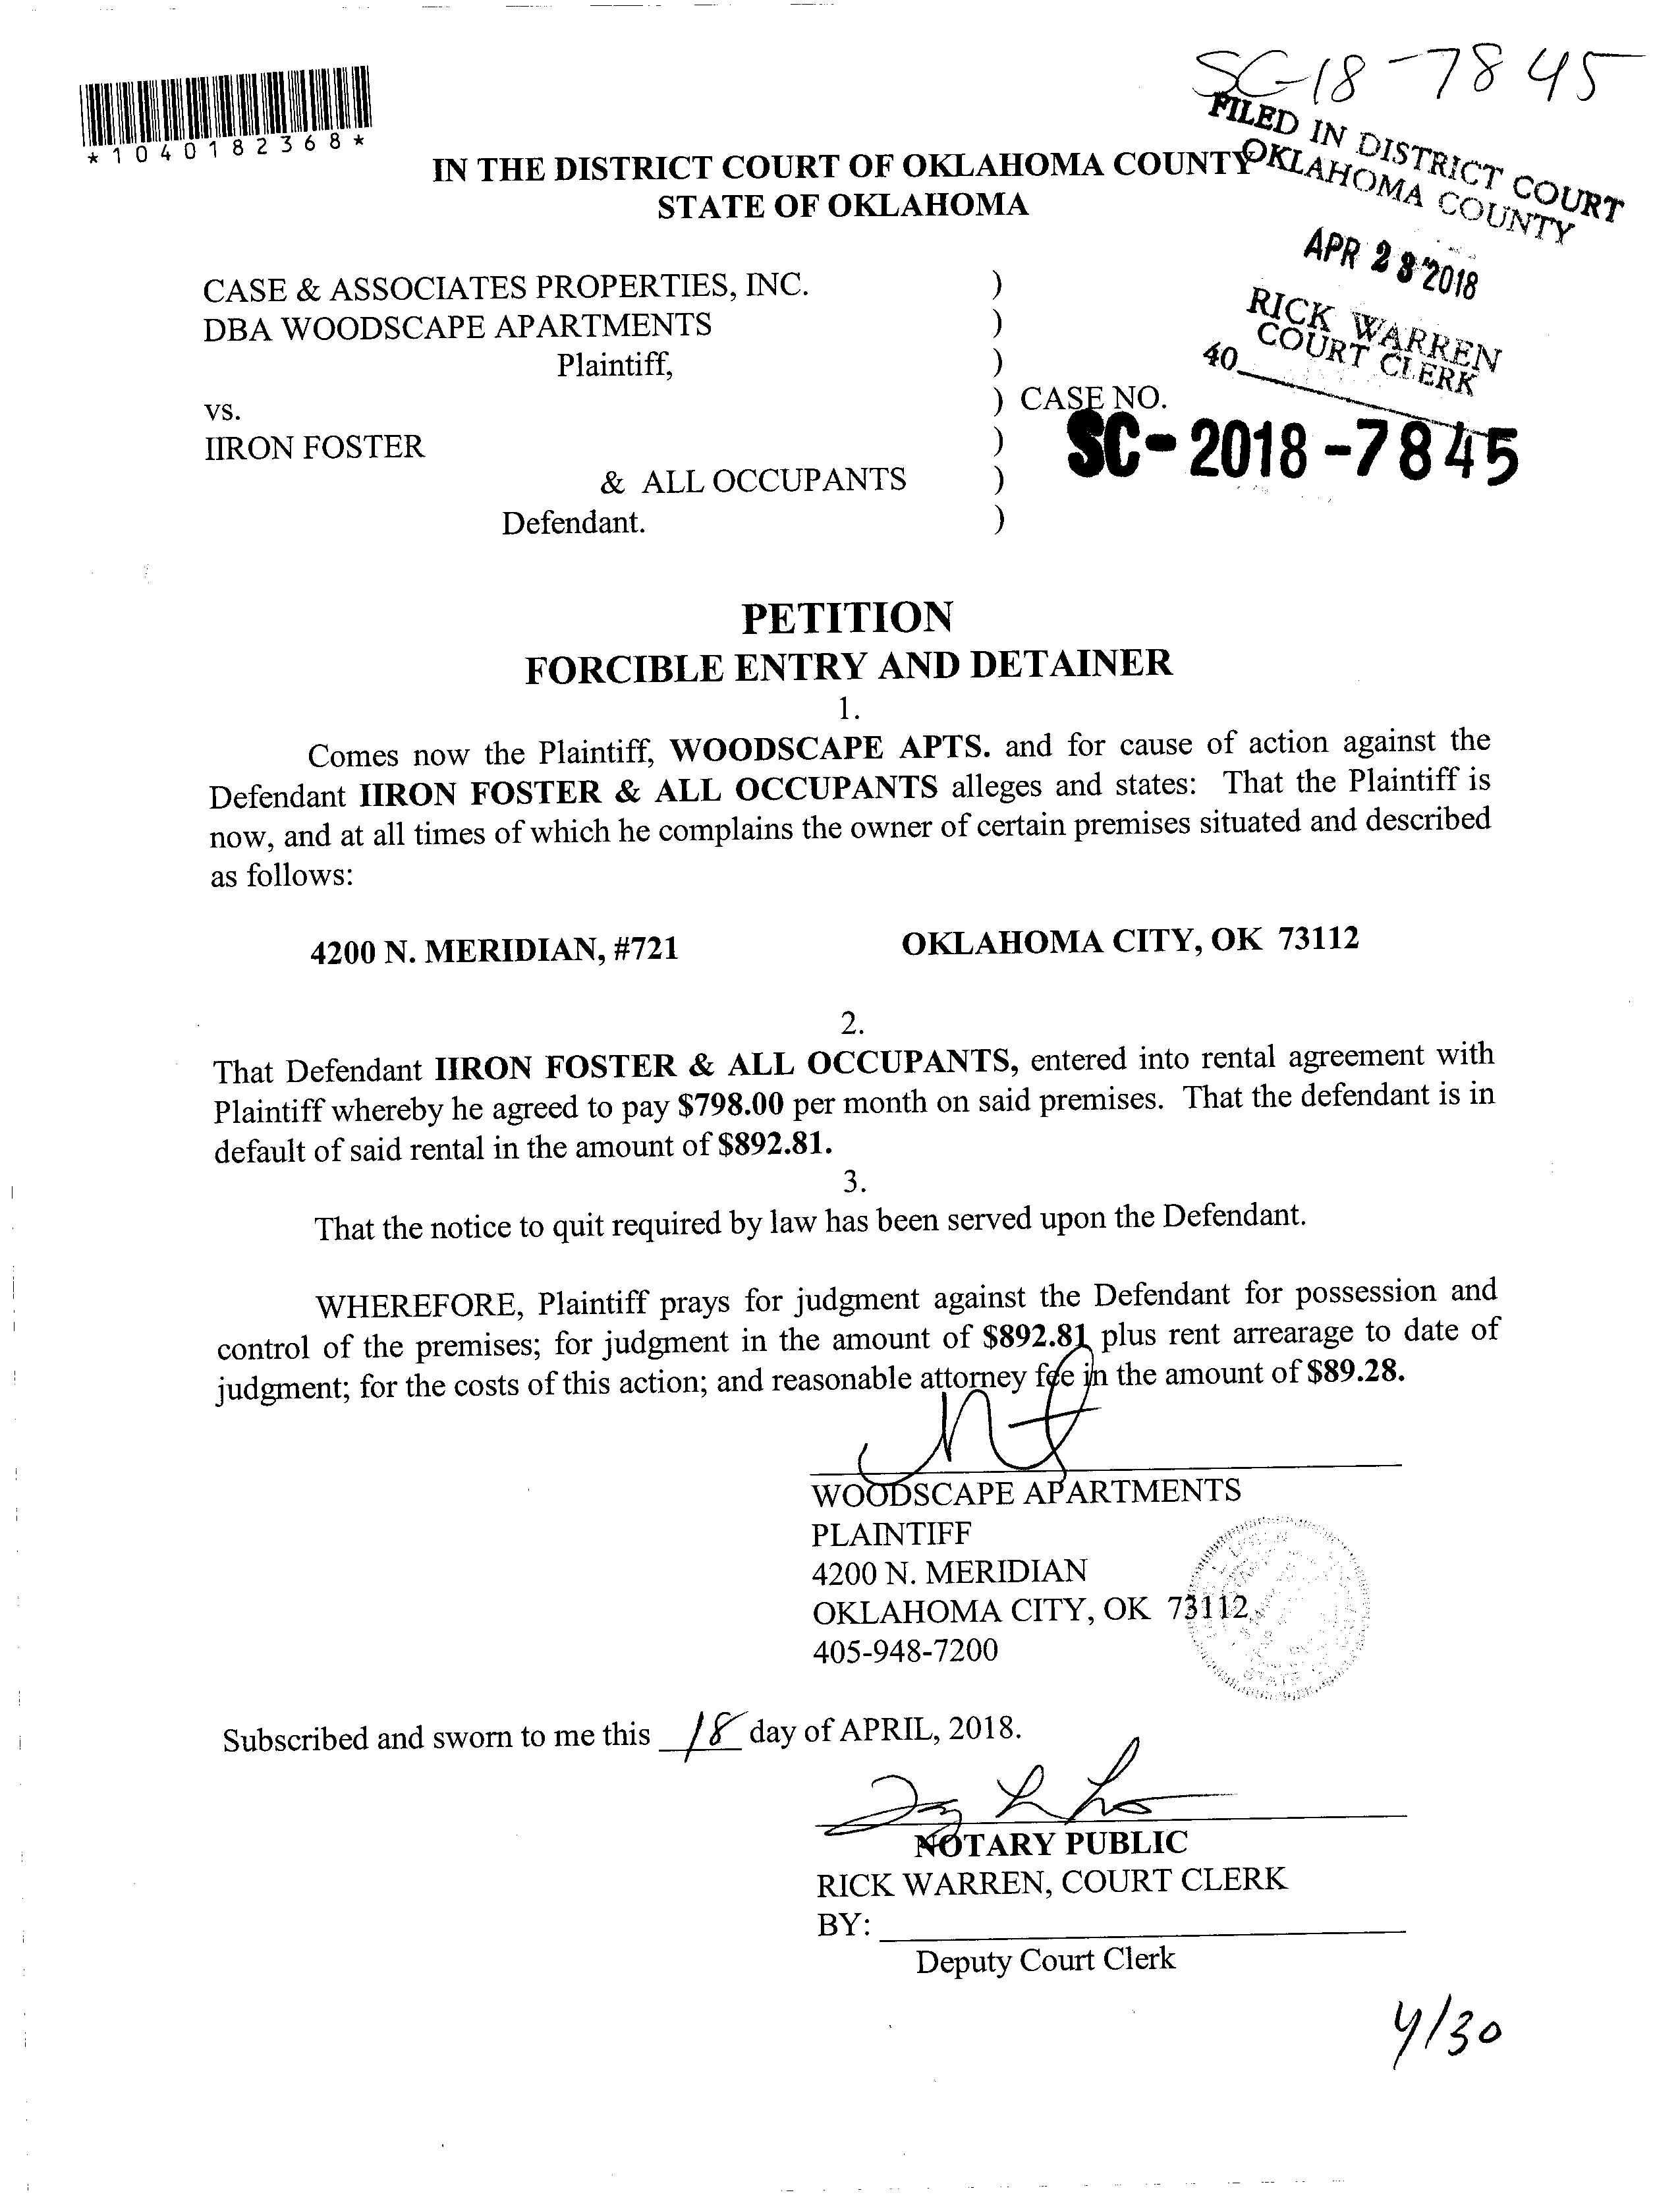 SC-18-7845
*1040182368*
FILED IN DISTRICT COURT
OKLAHOMA COUNTY
IN THE DISTRICT COURT OF OKLAHOMA COUNTY
STATE OF OKLAHOMA
APR 2 2018
RICK WARREN
COURT CLERK
40
CASE & ASSOCIATES PROPERTIES, INC. )
DBA WOODSCAPE APARTMENTS )
Plaintiff, )
vs. ) CASE NO.
SC-2018-7845
IIRON FOSTER )
& ALL OCCUPANTS )
Defendant. )
PETITION
FORCIBLE ENTRY AND DETAINER
1.
Comes now the Plaintiff, WOODSCAPE APTS. and for cause of action against the
Defendant IIRON FOSTER & ALL OCCUPANTS alleges and states: That the Plaintiff is
now, and at all times of which he complains the owner of certain premises situated and described
as follows:
4200 N. MERIDIAN, #721 OKLAHOMA CITY, OK 73112
2.
That Defendant IIRON FOSTER & ALL OCCUPANTS, entered into rental agreement with
Plaintiff whereby he agreed to pay $798.00 per month on said premises. That the defendant is in
default of said rental in the amount of $892.81.
3.
That the notice to quit required by law has been served upon the Defendant.
WHEREFORE, Plaintiff prays for judgment against the Defendant for possession and
control of the premises; for judgment in the amount of $892.81 plus rent arrearage to date of
judgment; for the costs of this action; and reasonable attorney fee in the amount of $89.28.
WOODSCAPE APARTMENTS
PLAINTIFF
4200 N. MERIDIAN
OKLAHOMA CITY, OK 73112
405-948-7200
Subscribed and sworn to me this 18 day of APRIL, 2018.
NOTARY PUBLIC
RICK WARREN, COURT CLERK
BY:
Deputy Court Clerk
4/30